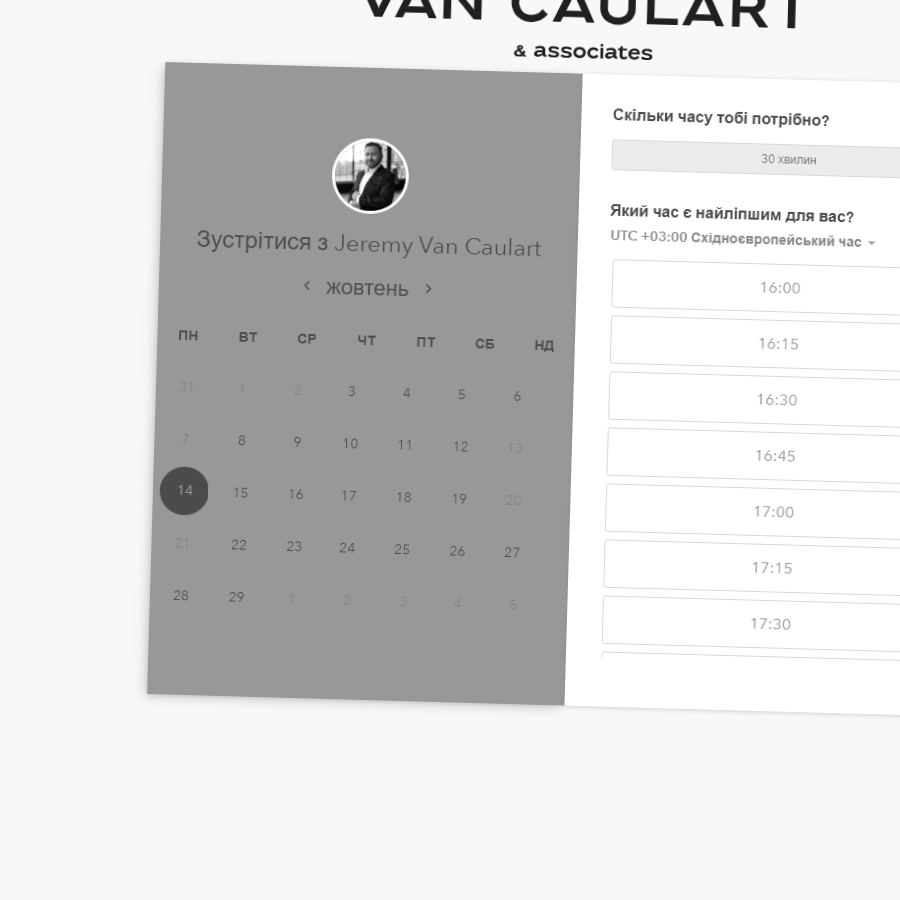 VAN CAULART
& associates
Зустрітися з Jeremy Van Caulart
жовтень
ПН ВТ СР ЧТ ПТ СБ НД
31 1 2 3 4 5 6
7 8 9 10 11 12 13
14 15 16 17 18 19 20
21 22 23 24 25 26 27
28 29 1 2 3 4 5
Скільки часу тобі потрібно?
30 хвилин
Який час є найліпшим для вас?
UTC +03:00 Східноєвропейський час
16:00
16:15
16:30
16:45
17:00
17:15
17:30